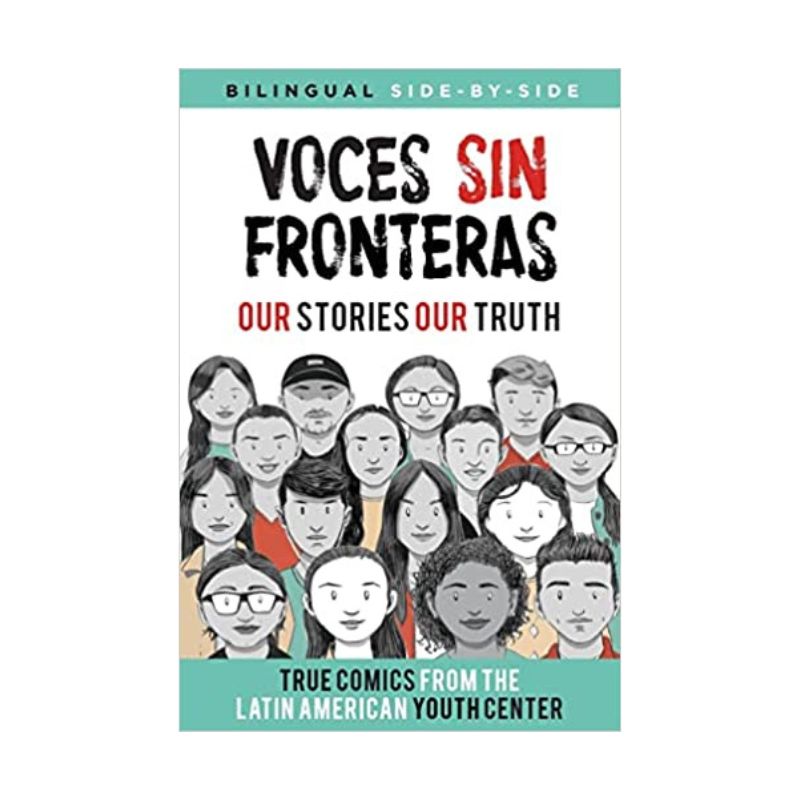 BILINGUAL SIDE-BY-SIDE
VOCES SIN
FRONTERAS
OUR STORIES OUR TRUTH
TRUE COMICS FROM THE
LATIN AMERICAN YOUTH CENTER